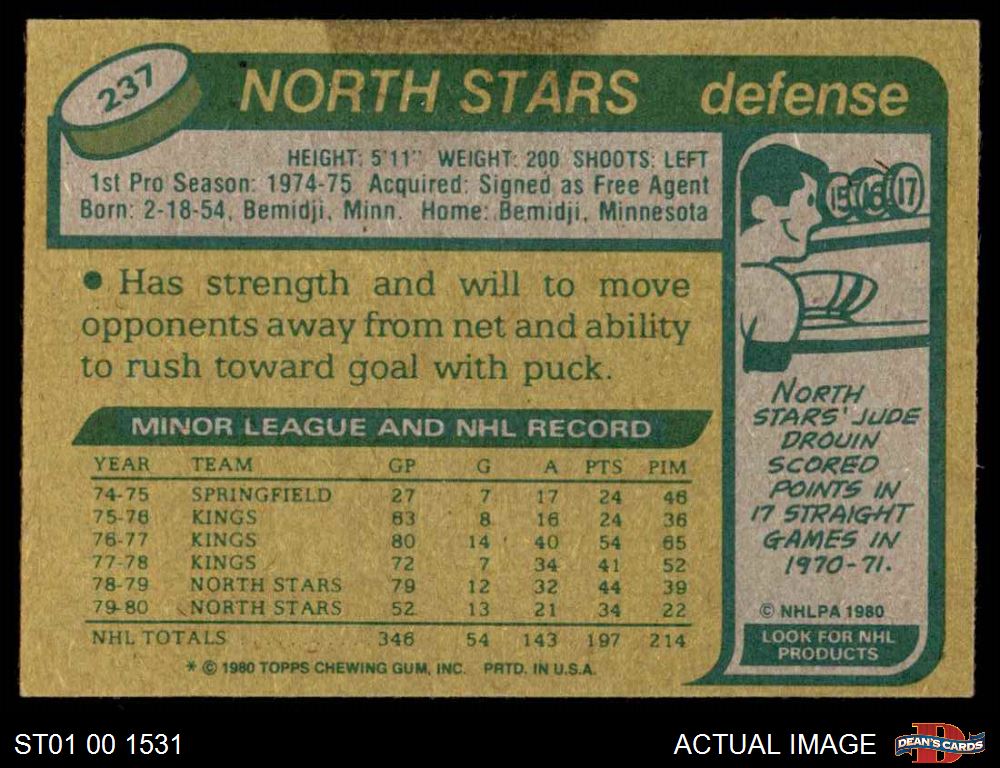 237
NORTH STARS defense
HEIGHT: 5'11" WEIGHT: 200 SHOOTS: LEFT
1st Pro Season: 1974-75 Acquired: Signed as Free Agent
Born: 2-18-54, Bemidji, Minn. Home: Bemidji, Minnesota
● Has strength and will to move
opponents away from net and ability
to rush toward goal with puck.
MINOR LEAGUE AND NHL RECORD
YEAR TEAM GP G A PTS PIM
74-75 SPRINGFIELD 27 7 17 24 46
75-76 KINGS 63 8 16 24 36
76-77 KINGS 80 14 40 54 65
77-78 KINGS 72 7 34 41 52
78-79 NORTH STARS 79 12 32 44 39
79-80 NORTH STARS 52 13 21 34 22
NHL TOTALS 346 54 143 197 214
* © 1980 TOPPS CHEWING GUM, INC. PRTD. IN U.S.A.
15 16 17
NORTH
STARS' JUDE
DROUIN
SCORED
POINTS IN
17 STRAIGHT
GAMES IN
1970-71.
© NHLPA 1980
LOOK FOR NHL
PRODUCTS
ST01 00 1531
ACTUAL IMAGE
D
DEAN'S CARDS